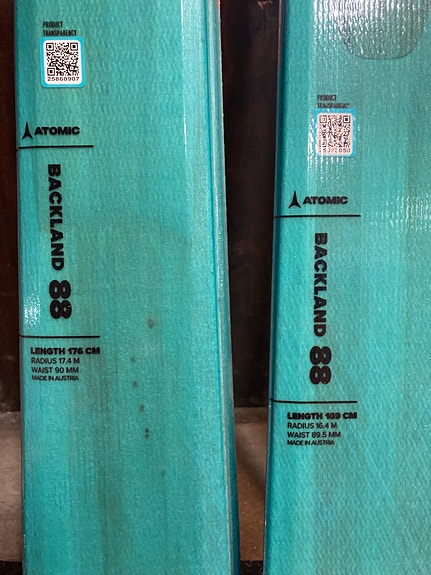 PRODUCT
TRANSPARENCY
25860907
ATOMIC
BACKLAND 88
LENGTH 176 CM
RADIUS 17.4 M
WAIST 90 MM
MADE IN AUSTRIA
PRODUCT
TRANSPARENCY
ATOMIC
BACKLAND 88
LENGTH 169 CM
RADIUS 16.4 M
WAIST 89.5 MM
MADE IN AUSTRIA